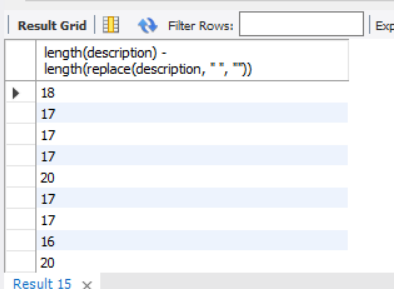 Result Grid Filter Rows: Exp
length(description) -
length(replace(description, " ", ""))
18
17
17
17
20
17
17
16
20
Result 15 ×